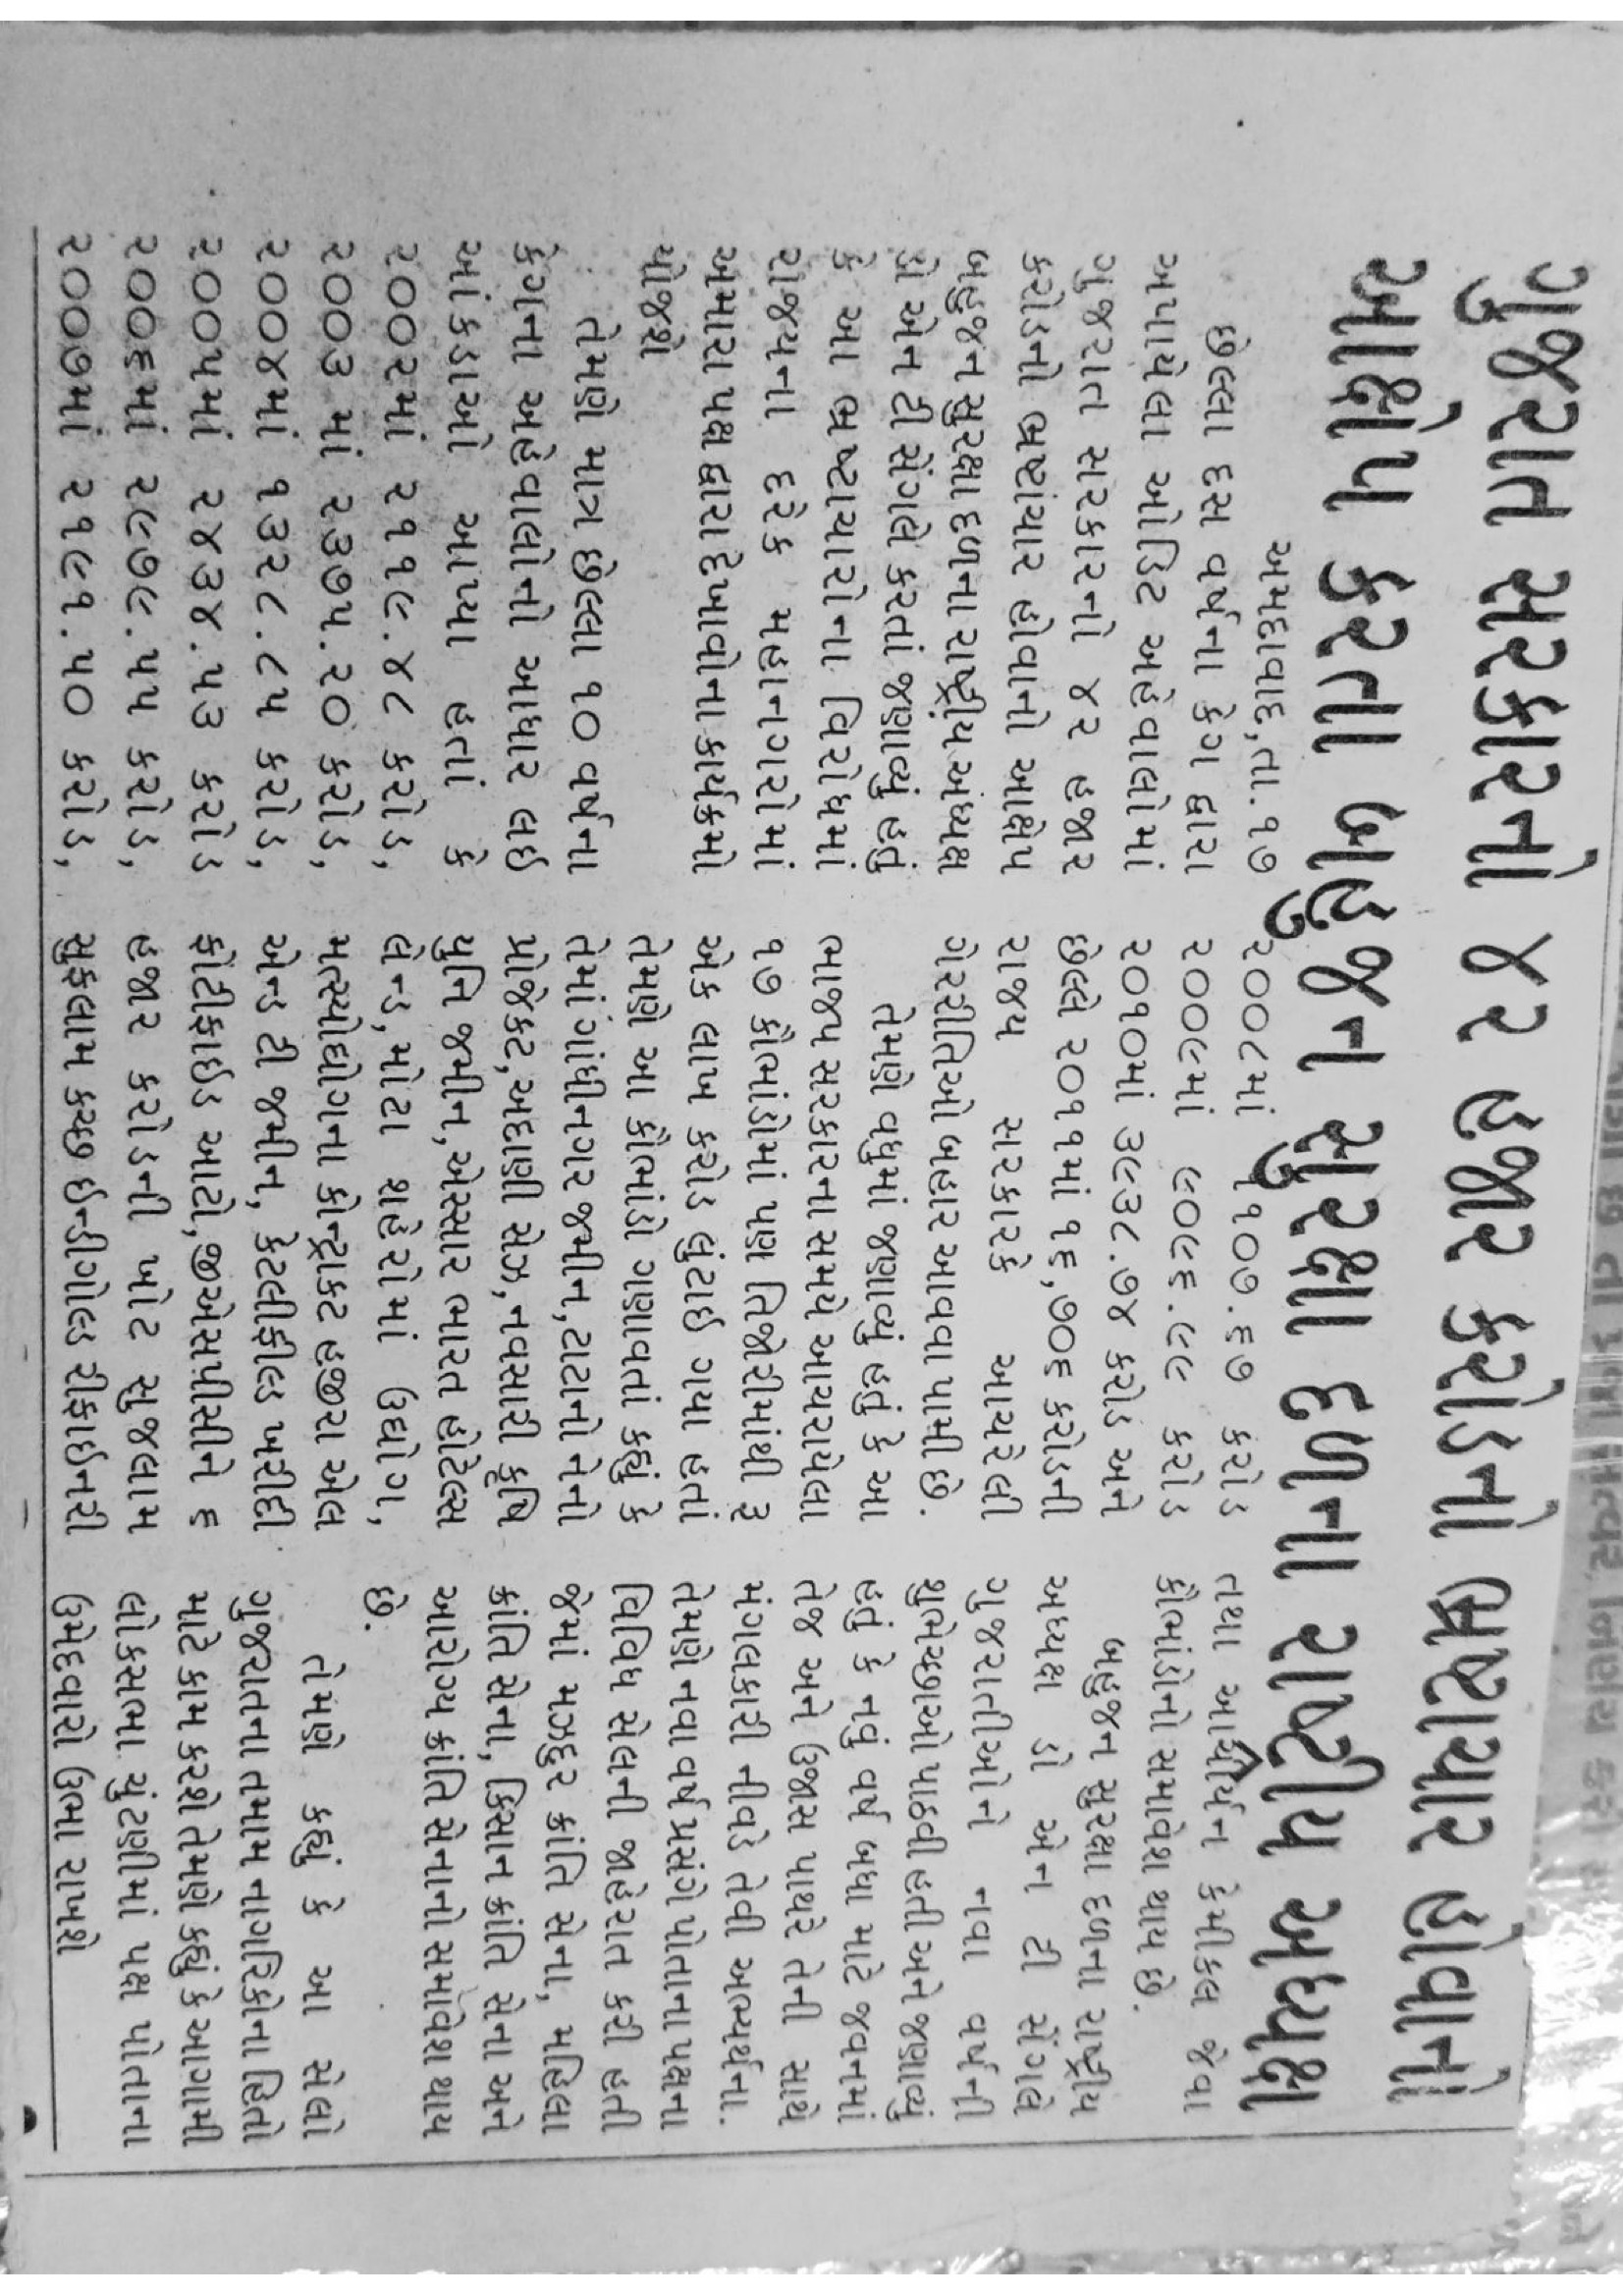 ગુજરાત સરકારનો ૪૨ હજાર કરોડનો ભ્રષ્ટાચાર હોવાનો
આક્ષેપ કરતા બહુજન સુરક્ષા દળના રાષ્ટ્રીય અધ્યક્ષ
અમદાવાદ,તા.૧૭
છેલ્લા દસ વર્ષના કેગ દ્વારા
અપાયેલા ઓડિટ અહેવાલોમાં
ગુજરાત સરકારનો ૪૨ હજાર
કરોડનો ભ્રષ્ટાંચાર હોવાનો આક્ષેપ
બહુજન સુરક્ષા દળના રાષ્ટ્રીય અધ્યક્ષ
ડો એન ટી સેંગલે કરતાં જણાવ્યું હતું
કે આ ભ્રષ્ટાચારોના વિરોધમાં
રાજયના દરેક મહાનગરોમાં
અમારા પક્ષ દ્વારા દેખાવોના કાર્યક્રમો
યોજશે
તેમણે માત્ર છેલ્લા ૧૦ વર્ષના
કેગના અહેવાલોનો આધાર લઇ
આંકડાઓ આપ્યા હતાં કે
૨૦૦૨માં ૨૧૧૯.૪૮ કરોડ,
૨૦૦૩ માં ૨૩૭૫.૨૦ કરોડ,
૨૦૦૪માં ૧૩૨૮.૮૫ કરોડ,
૨૦૦૫માં ૨૪૩૪.૫૩ કરોડ
૨૦૦૬માં ૨૯૭૯.૫૫ કરોડ,
૨૦૦૭માં ૨૧૯૧.૫૦ કરોડ,
૨૦૦૮માં ૧૧૦૭.૬૭ કરોડ
૨૦૦૯માં ૯૦૯૬.૯૯ કરોડ
૨૦૧૦માં ૩૯૩૮.૭૪ કરોડ અને
છેલ્લે ૨૦૧૧માં ૧૬,૭૦૬ કરોડની
રાજય સરકારકે આચરેલી
ગેરરીતિઓ બહાર આવવા પામી છે.
તેમણે વધુમાં જણાવ્યું હતું કે આ
ભાજપ સરકારના સમયે આચરાયેલા
૧૭ કૌભાંડોમાં પણ તિજોરીમાંથી રૂ
એક લાખ કરોડ લુંટાઇ ગયા હતાં
તેમણે આ કૌભાંડો ગણાવતાં કહ્યું કે
તેમાં ગાંધીનગર જમીન,ટાટાનો નેનો
પ્રોજેકટ,અદાણી સેઝ,નવસારી કૃષિ
યુનિ જમીન,એસ્સાર ભારત હોટેલ્સ
લેન્ડ,મોટા શહેરોમાં ઉદ્યોગ,
મત્સ્યોદ્યોગના કોન્ટ્રાકટ હજીરા એલ
એન્ડ ટી જમીન, કેટલીફીલ્ડ ખરીદી
ફોંટીફાઇડ આટો,જીએસપીસીને ૬
હજાર કરોડની ખોટ સુજલામ
સુફલામ કચ્છ ઇન્ડીગોલ્ડ રીફાઇનરી
તથા આર્ચીર્યન કેમીકલ જેવા
કૌભાંડોનો સમાવેશ થાય છે.
બહુજન સુરક્ષા દળના રાષ્ટ્રીય
અધ્યક્ષ ડો એન ટી સેંગલે
ગુજરાતીઓને નવા વર્ષની
શુભેચ્છાઓ પાઠવી હતી અને જણાવ્યું
હતું કે નવું વર્ષ બધા માટે જવનમાં
તેજ અને ઉજાસ પાથરે તેની સાથે
મંગલકારી નીવડે તેવી અભ્યર્થના.
તેમણે નવા વર્ષ પ્રસંગે પોતાના પક્ષના
વિવિધ સેલની જાહેરાત કરી હતી
જેમાં મઝદુર ક્રાંતિ સેના, મહિલા
ક્રાંતિ સેના, કિસાન ક્રાંતિ સેના અને
આરોગ્ય ક્રાંતિ સેનાનો સમાવેશ થાય
છે.
તેમણે કહ્યું કે આ સેલો
ગુજરાતના તમામ નાગરિકોના હિતો
માટે કામ કરશે તેમણે કહ્યું કે આગામી
લોકસભા ચુંટણીમાં પક્ષ પોતાના
ઉમેદવારો ઉભા રાખશે